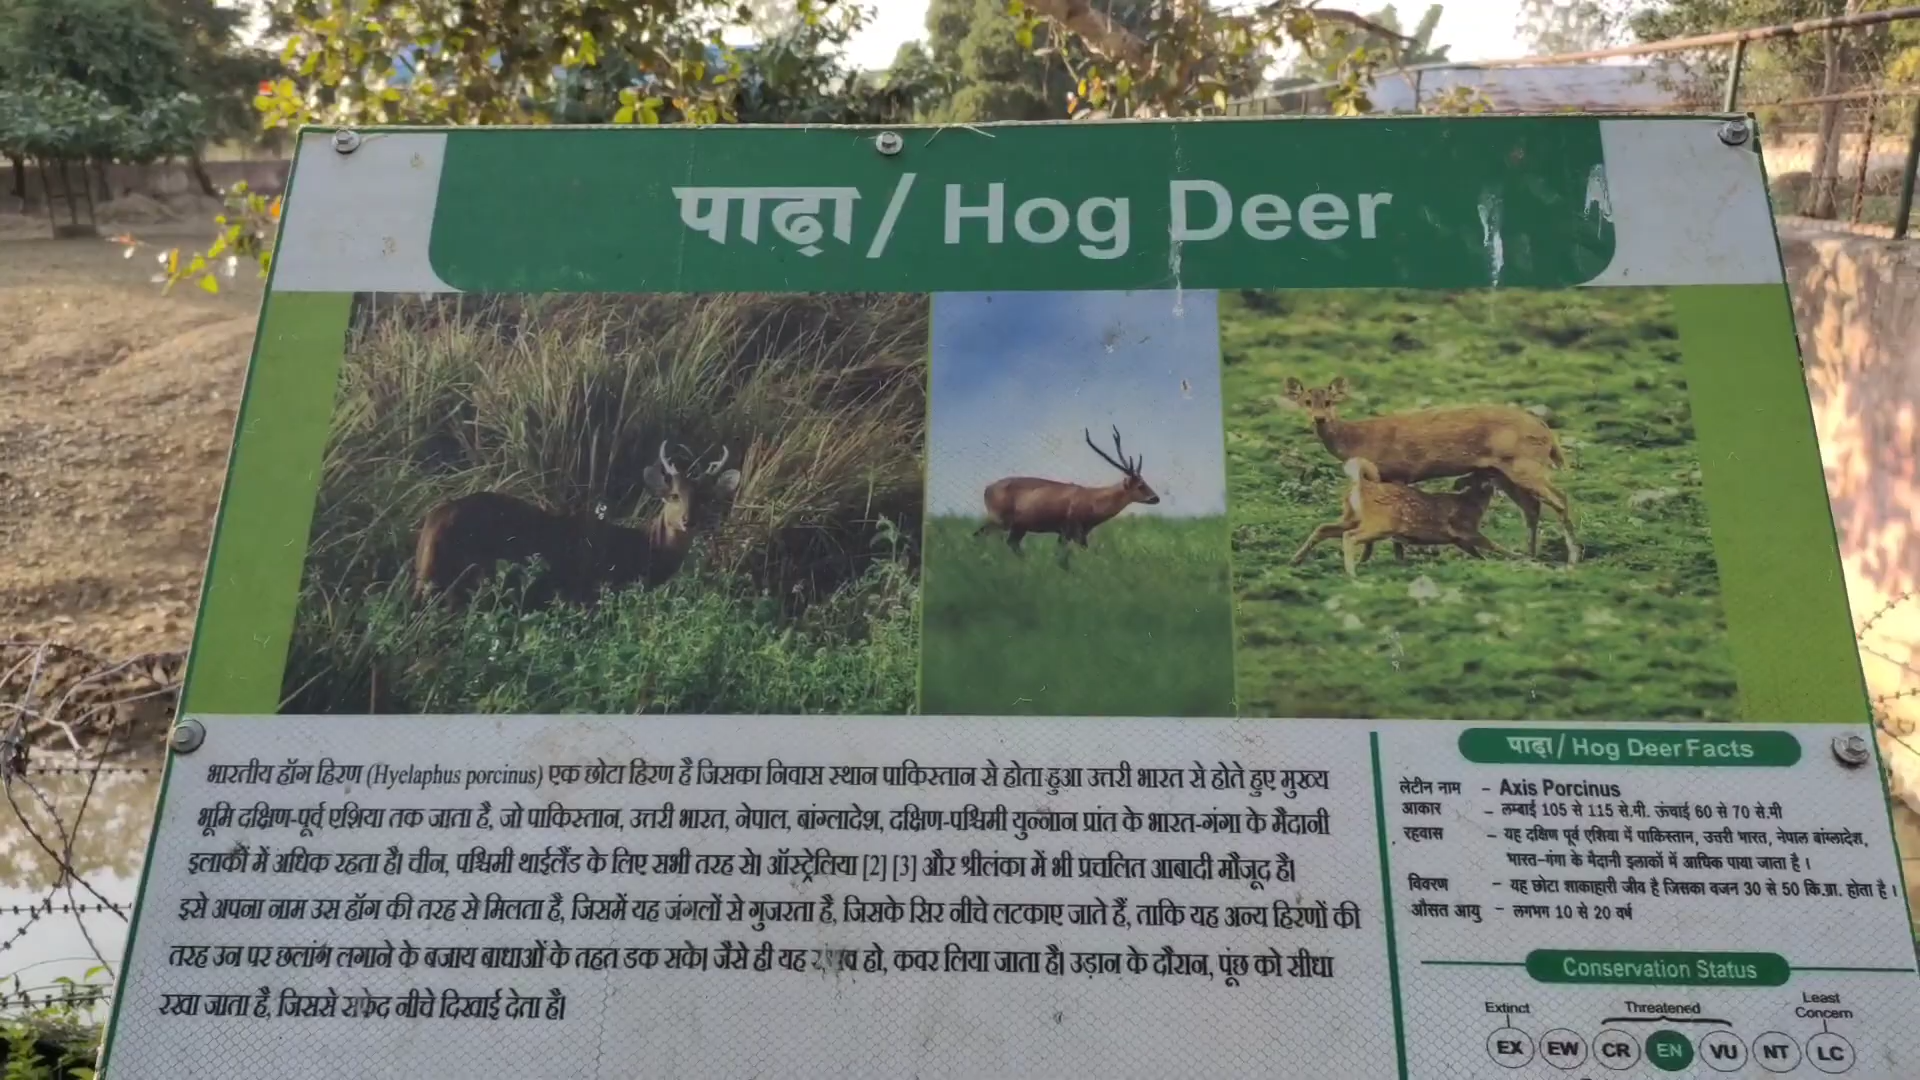 पाढ़ा / Hog Deer
भारतीय हॉग हिरण (Hyelaphus porcinus) एक छोटा हिरण है जिसका निवास स्थान पाकिस्तान से होता हुआ उत्तरी भारत से होते हुए मुख्य
भूमि दक्षिण-पूर्व एशिया तक जाता है, जो पाकिस्तान, उत्तरी भारत, नेपाल, बांग्लादेश, दक्षिण-पश्चिमी युन्नान प्रांत के भारत-गंगा के मैदानी
इलाकों में अधिक रहता है। चीन, पश्चिमी थाईलैंड के लिए सभी तरह से। ऑस्ट्रेलिया [2] [3] और श्रीलंका में भी प्रचलित आबादी मौजूद है।
इसे अपना नाम उस हॉग की तरह से मिलता है, जिसमें यह जंगलों से गुजरता है, जिसके सिर नीचे लटकाए जाते हैं, ताकि यह अन्य हिरणों की
तरह उन पर छलांग लगाने के बजाय बाधाओं के तहत डक सके। जैसे ही यह हो, कवर लिया जाता है। उड़ान के दौरान, पूंछ को सीधा
रखा जाता है, जिससे सफेद नीचे दिखाई देता है।
पाढ़ा / Hog Deer Facts
लेटीन नाम – Axis Porcinus
आकार – लम्बाई 105 से 115 से.मी. ऊंचाई 60 से 70 से.मी
रहवास – यह दक्षिण पूर्व एशिया में पाकिस्तान, उत्तरी भारत, नेपाल बांग्लादेश,
भारत-गंगा के मैदानी इलाकों में आधिक पाया जाता है ।
विवरण – यह छोटा शाकाहारी जीव है जिसका वजन 30 से 50 कि.ग्रा. होता है ।
औसत आयु – लगभग 10 से 20 वर्ष
Conservation Status
Extinct Threatened Least
Concern
EX EW CR EN VU NT LC